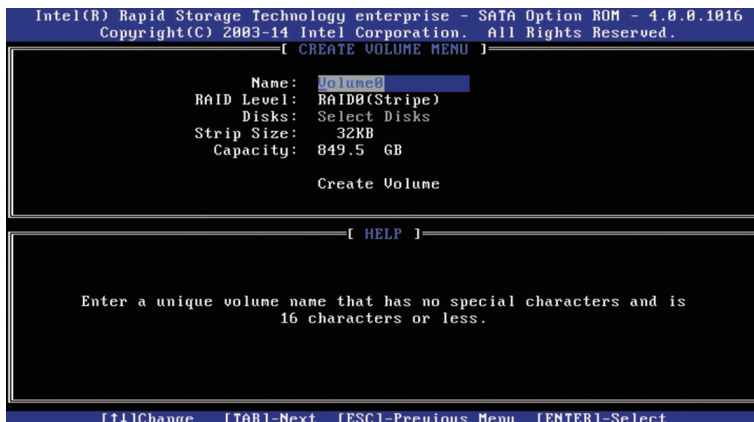 Intel(R) Rapid Storage Technology enterprise - SATA Option ROM - 4.0.0.1016
Copyright(C) 2003-14 Intel Corporation.  All Rights Reserved.
[ CREATE VOLUME MENU ]
Name: Volume0
RAID Level: RAID0(Stripe)
Disks: Select Disks
Strip Size: 32KB
Capacity: 849.5 GB
Create Volume
[ HELP ]
Enter a unique volume name that has no special characters and is
16 characters or less.
[↑↓]Change [TAB]-Next [ESC]-Previous Menu [ENTER]-Select